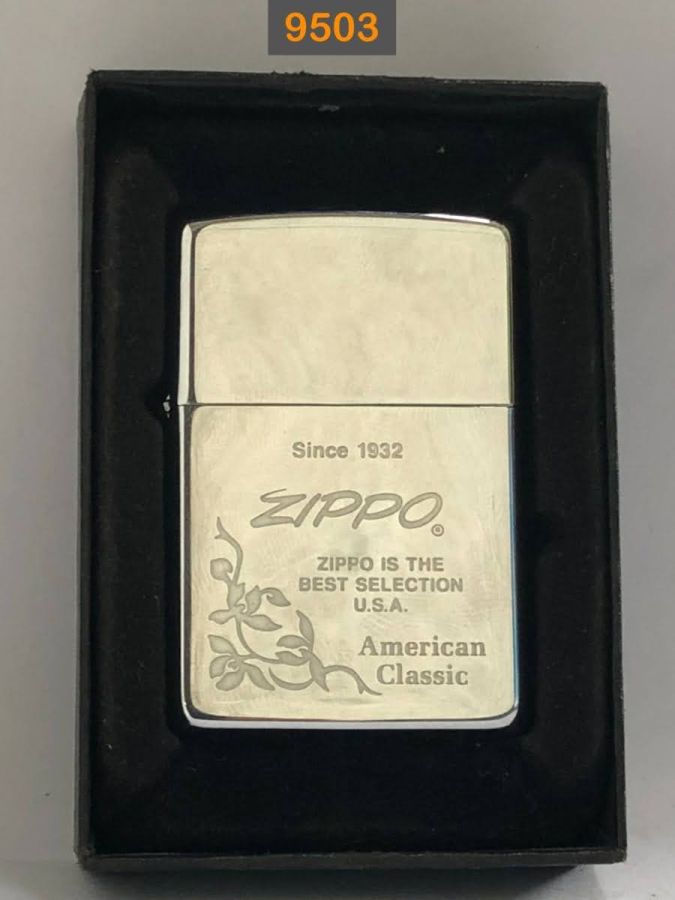 9503
Since 1932
ZIPPO®
ZIPPO IS THE
BEST SELECTION
U.S.A.
American
Classic